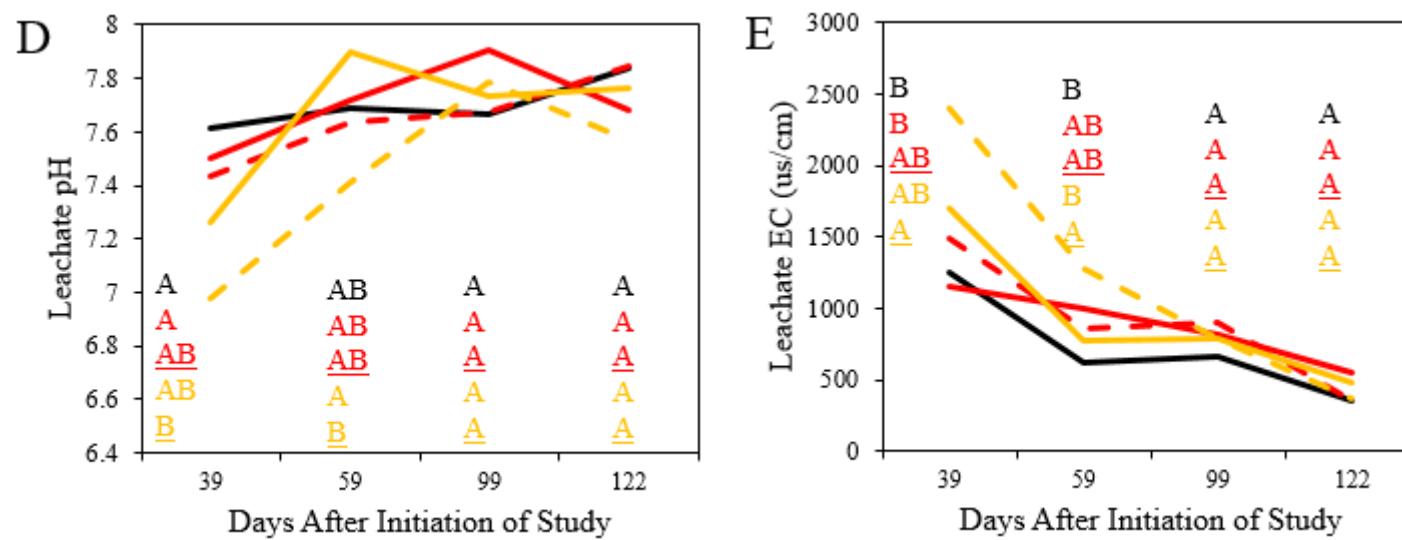 D
8
7.8
7.6
7.4
7.2
7
6.8
6.6
6.4
Leachate pH
A
A
AB
AB
B
AB
AB
AB
A
B
A
A
A
A
A
A
A
A
A
A
39 59 99 122
Days After Initiation of Study
E
3000
2500
2000
1500
1000
500
0
Leachate EC (us/cm)
B
B
AB
AB
A
B
AB
AB
B
A
A
A
A
A
A
A
A
A
A
A
39 59 99 122
Days After Initiation of Study